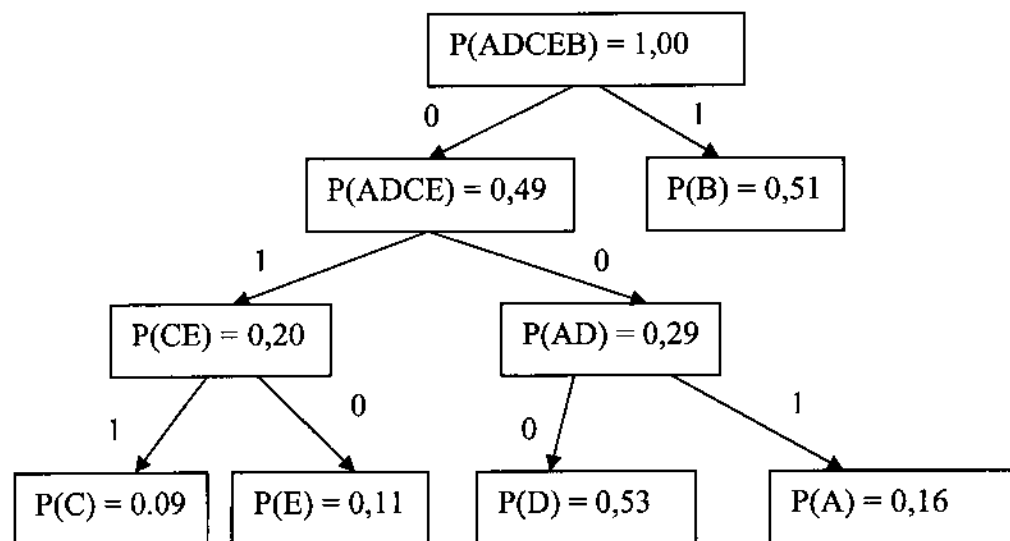 P(ADCEB) = 1,00
0
1
P(ADCE) = 0,49
P(B) = 0,51
1
0
P(CE) = 0,20
P(AD) = 0,29
1
0
0
1
P(C) = 0.09
P(E) = 0,11
P(D) = 0,53
P(A) = 0,16